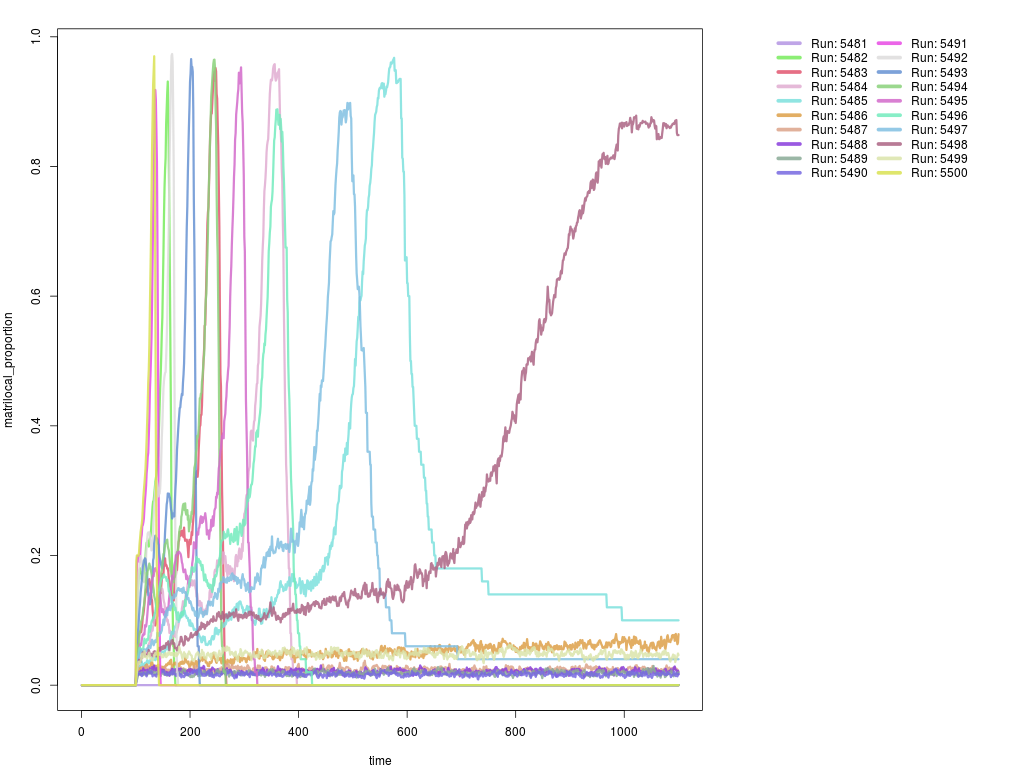 1.0
0.8
0.6
0.4
0.2
0.0
matrilocal_proportion
0 200 400 600 800 1000
time
Run: 5481 Run: 5491
Run: 5482 Run: 5492
Run: 5483 Run: 5493
Run: 5484 Run: 5494
Run: 5485 Run: 5495
Run: 5486 Run: 5496
Run: 5487 Run: 5497
Run: 5488 Run: 5498
Run: 5489 Run: 5499
Run: 5490 Run: 5500